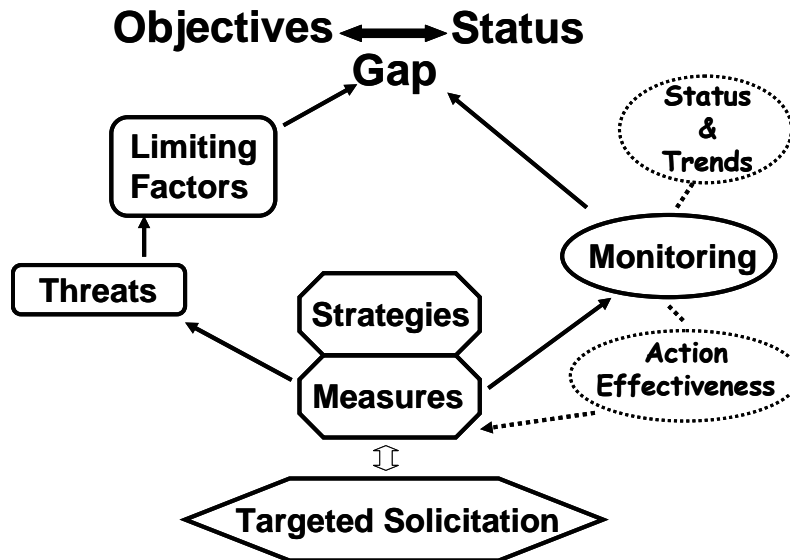 Objectives Status
Gap
Status
&
Trends
Limiting
Factors
Monitoring
Threats
Strategies
Action
Effectiveness
Measures
Targeted Solicitation